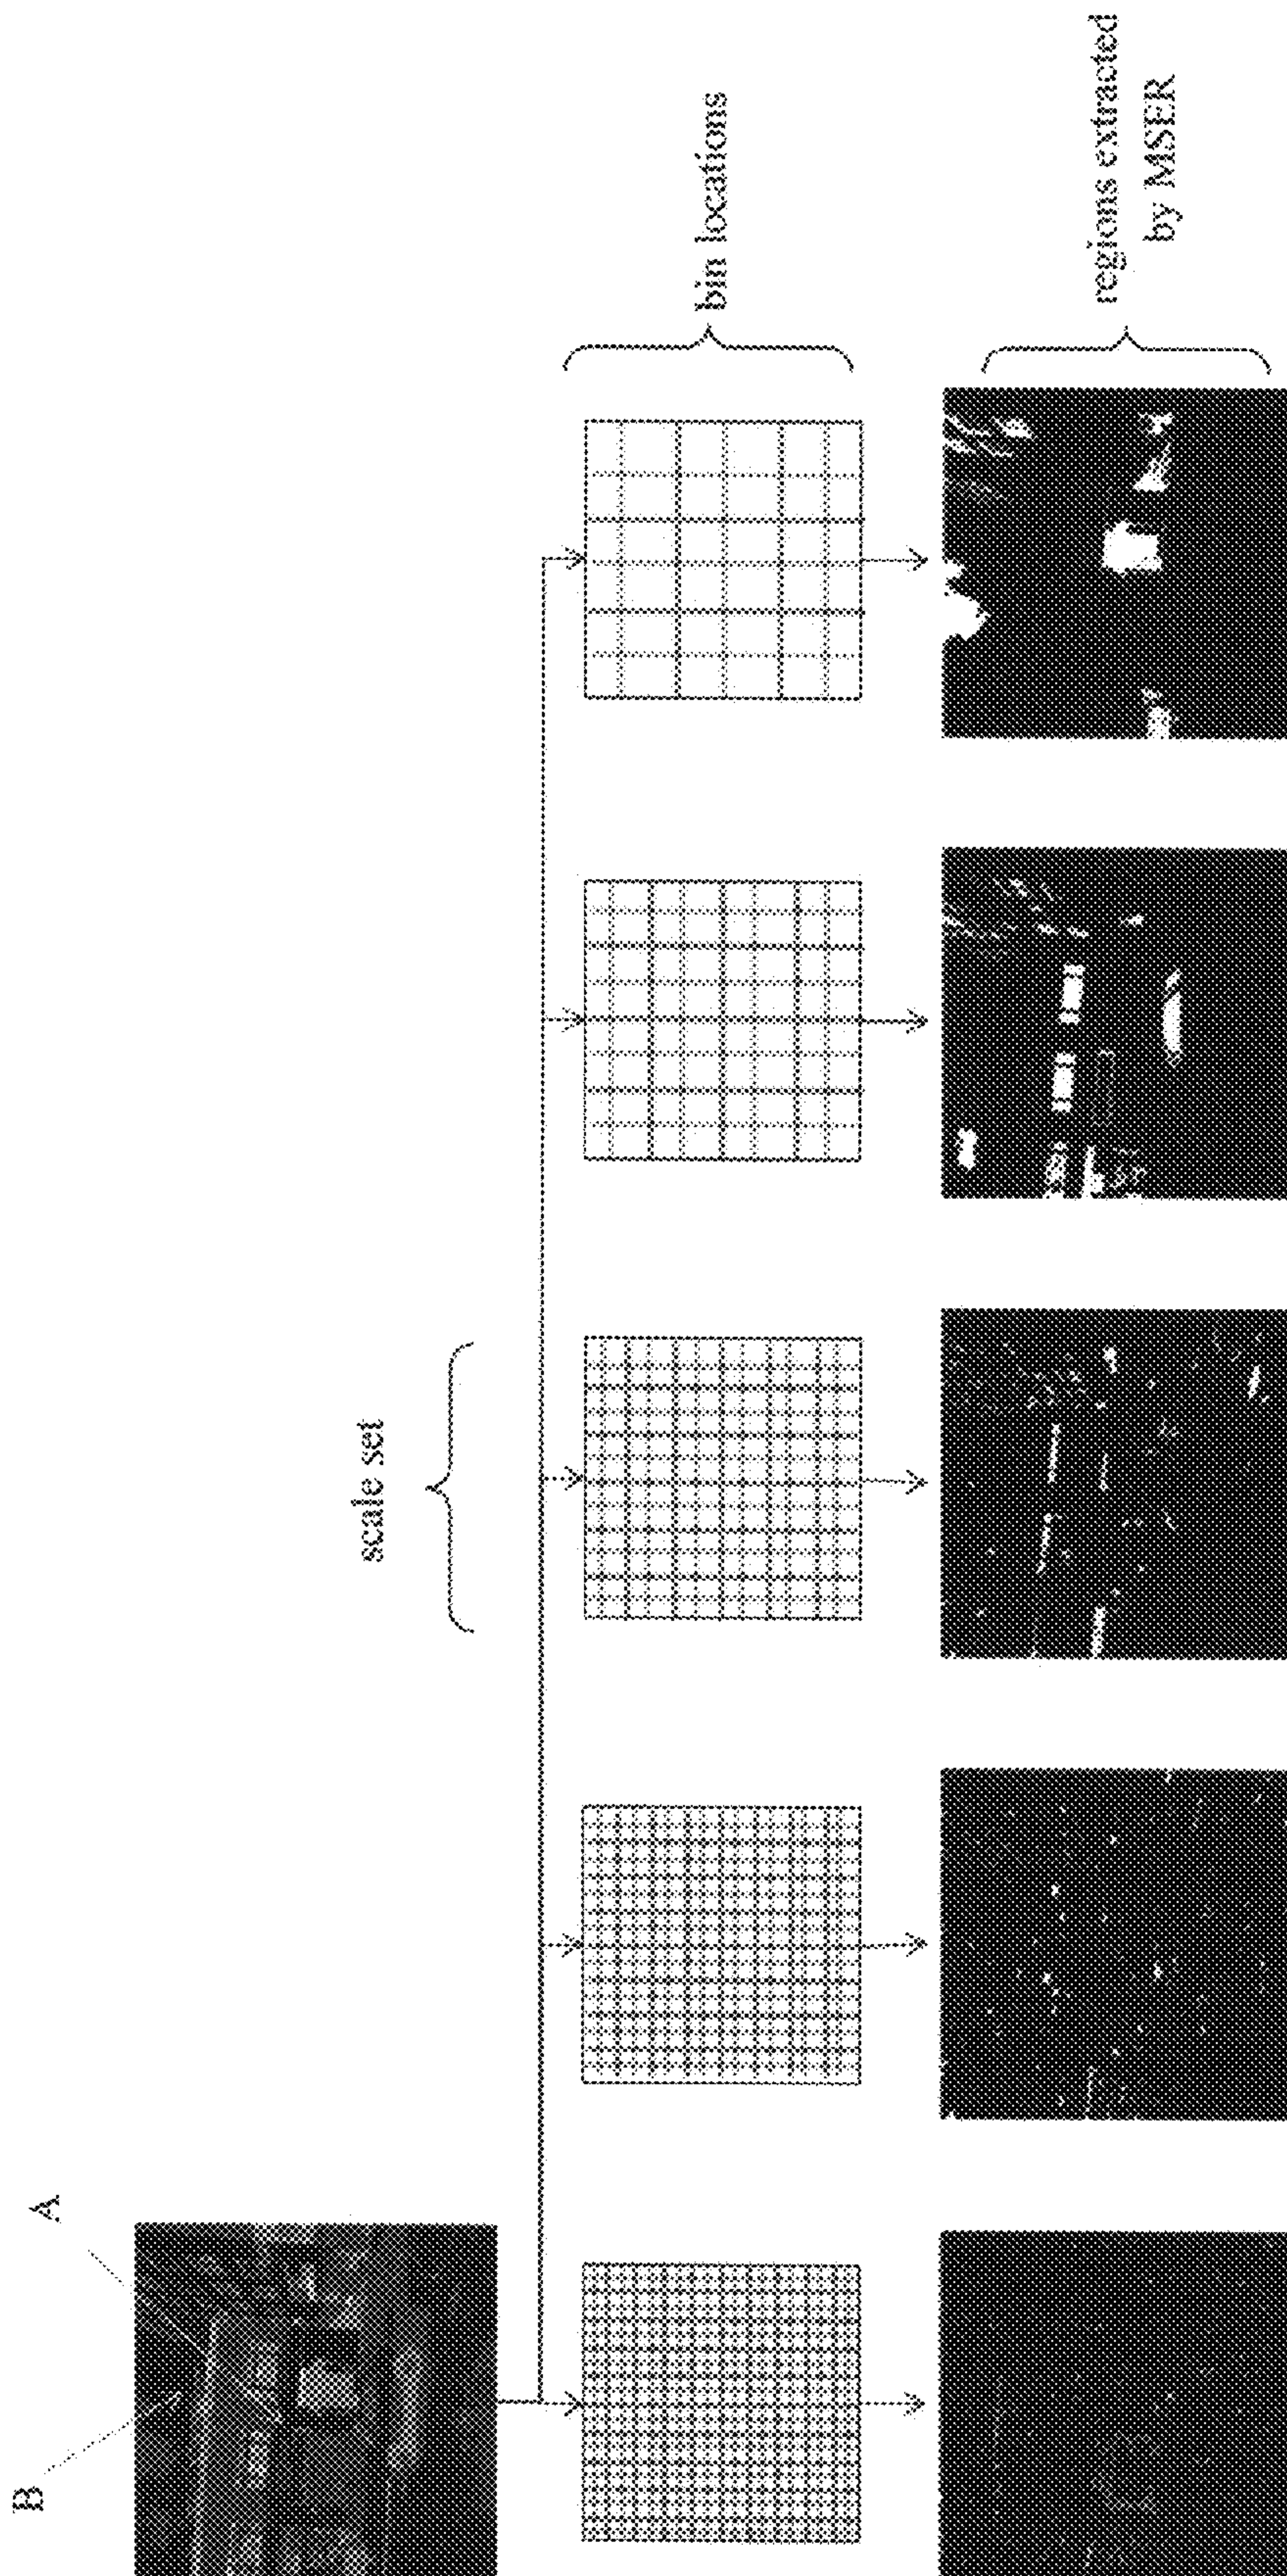 B
A
scale set
bin locations
regions extracted
by MSER